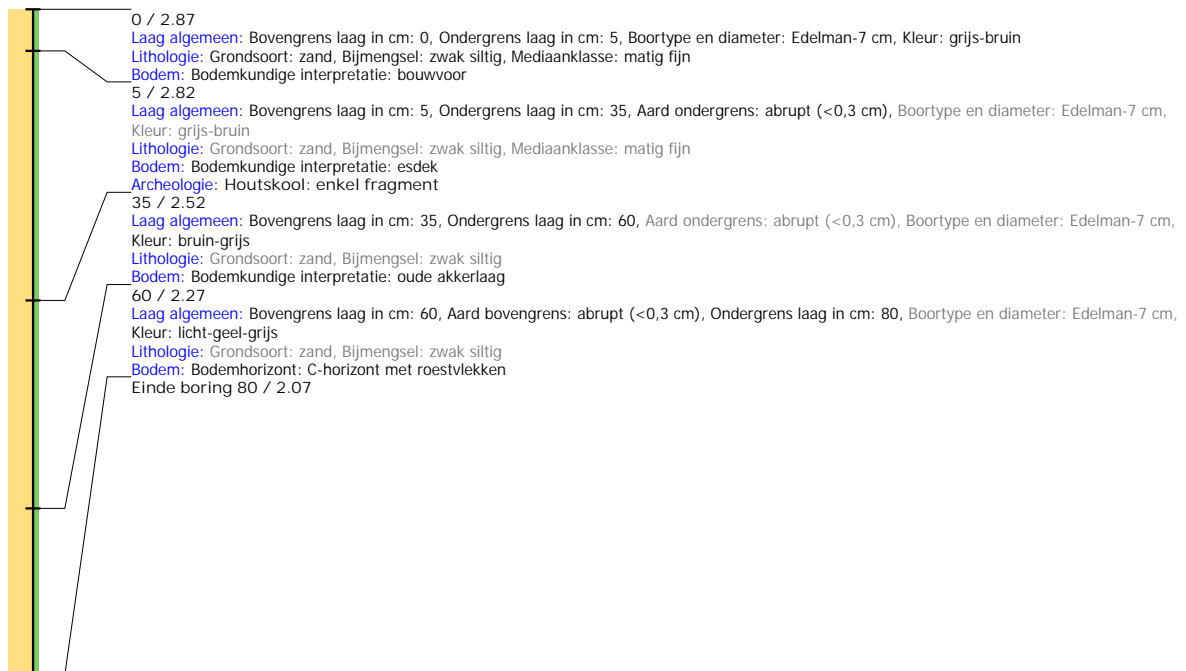 0 / 2.87
Laag algemeen: Bovengrens laag in cm: 0, Ondergrens laag in cm: 5, Boortype en diameter: Edelman-7 cm, Kleur: grijs-bruin
Lithologie: Grondsoort: zand, Bijmengsel: zwak siltig, Mediaanklasse: matig fijn
Bodem: Bodemkundige interpretatie: bouwvoor
5 / 2.82
Laag algemeen: Bovengrens laag in cm: 5, Ondergrens laag in cm: 35, Aard ondergrens: abrupt (<0,3 cm), Boortype en diameter: Edelman-7 cm,
Kleur: grijs-bruin
Lithologie: Grondsoort: zand, Bijmengsel: zwak siltig, Mediaanklasse: matig fijn
Bodem: Bodemkundige interpretatie: esdek
Archeologie: Houtskool: enkel fragment
35 / 2.52
Laag algemeen: Bovengrens laag in cm: 35, Ondergrens laag in cm: 60, Aard ondergrens: abrupt (<0,3 cm), Boortype en diameter: Edelman-7 cm,
Kleur: bruin-grijs
Lithologie: Grondsoort: zand, Bijmengsel: zwak siltig
Bodem: Bodemkundige interpretatie: oude akkerlaag
60 / 2.27
Laag algemeen: Bovengrens laag in cm: 60, Aard bovengrens: abrupt (<0,3 cm), Ondergrens laag in cm: 80, Boortype en diameter: Edelman-7 cm,
Kleur: licht-geel-grijs
Lithologie: Grondsoort: zand, Bijmengsel: zwak siltig
Bodem: Bodemhorizont: C-horizont met roestvlekken
Einde boring 80 / 2.07